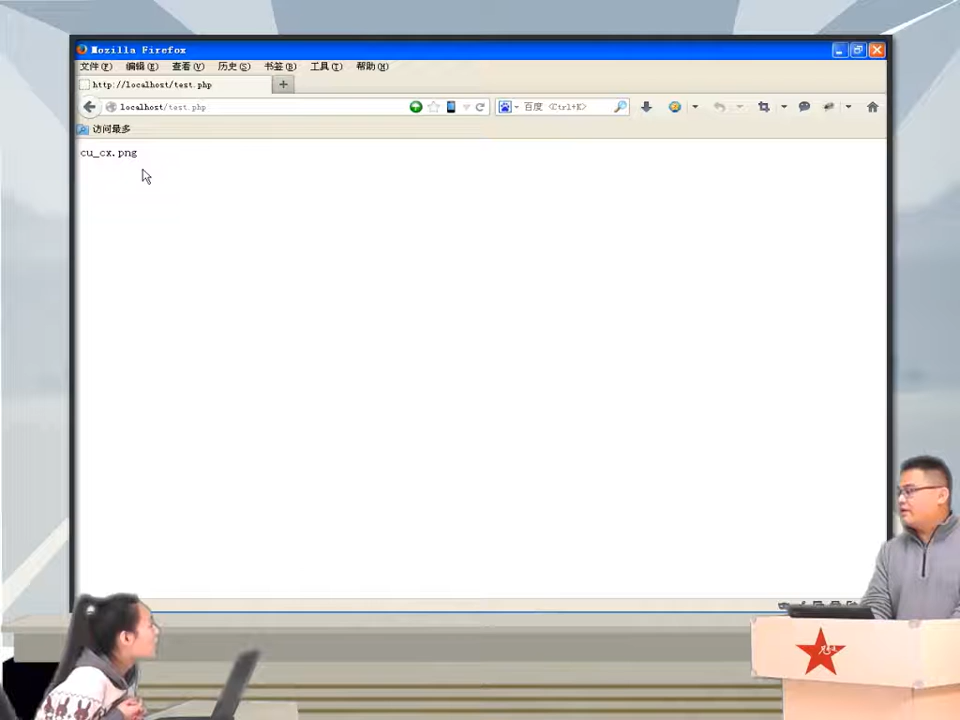 Mozilla Firefox
文件(F) 编辑(E) 查看(V) 历史(S) 书签(B) 工具(T) 帮助(H)
http://localhost/test.php
localhost/test.php
百度 <Ctrl+K>
访问最多
cu_cx.png